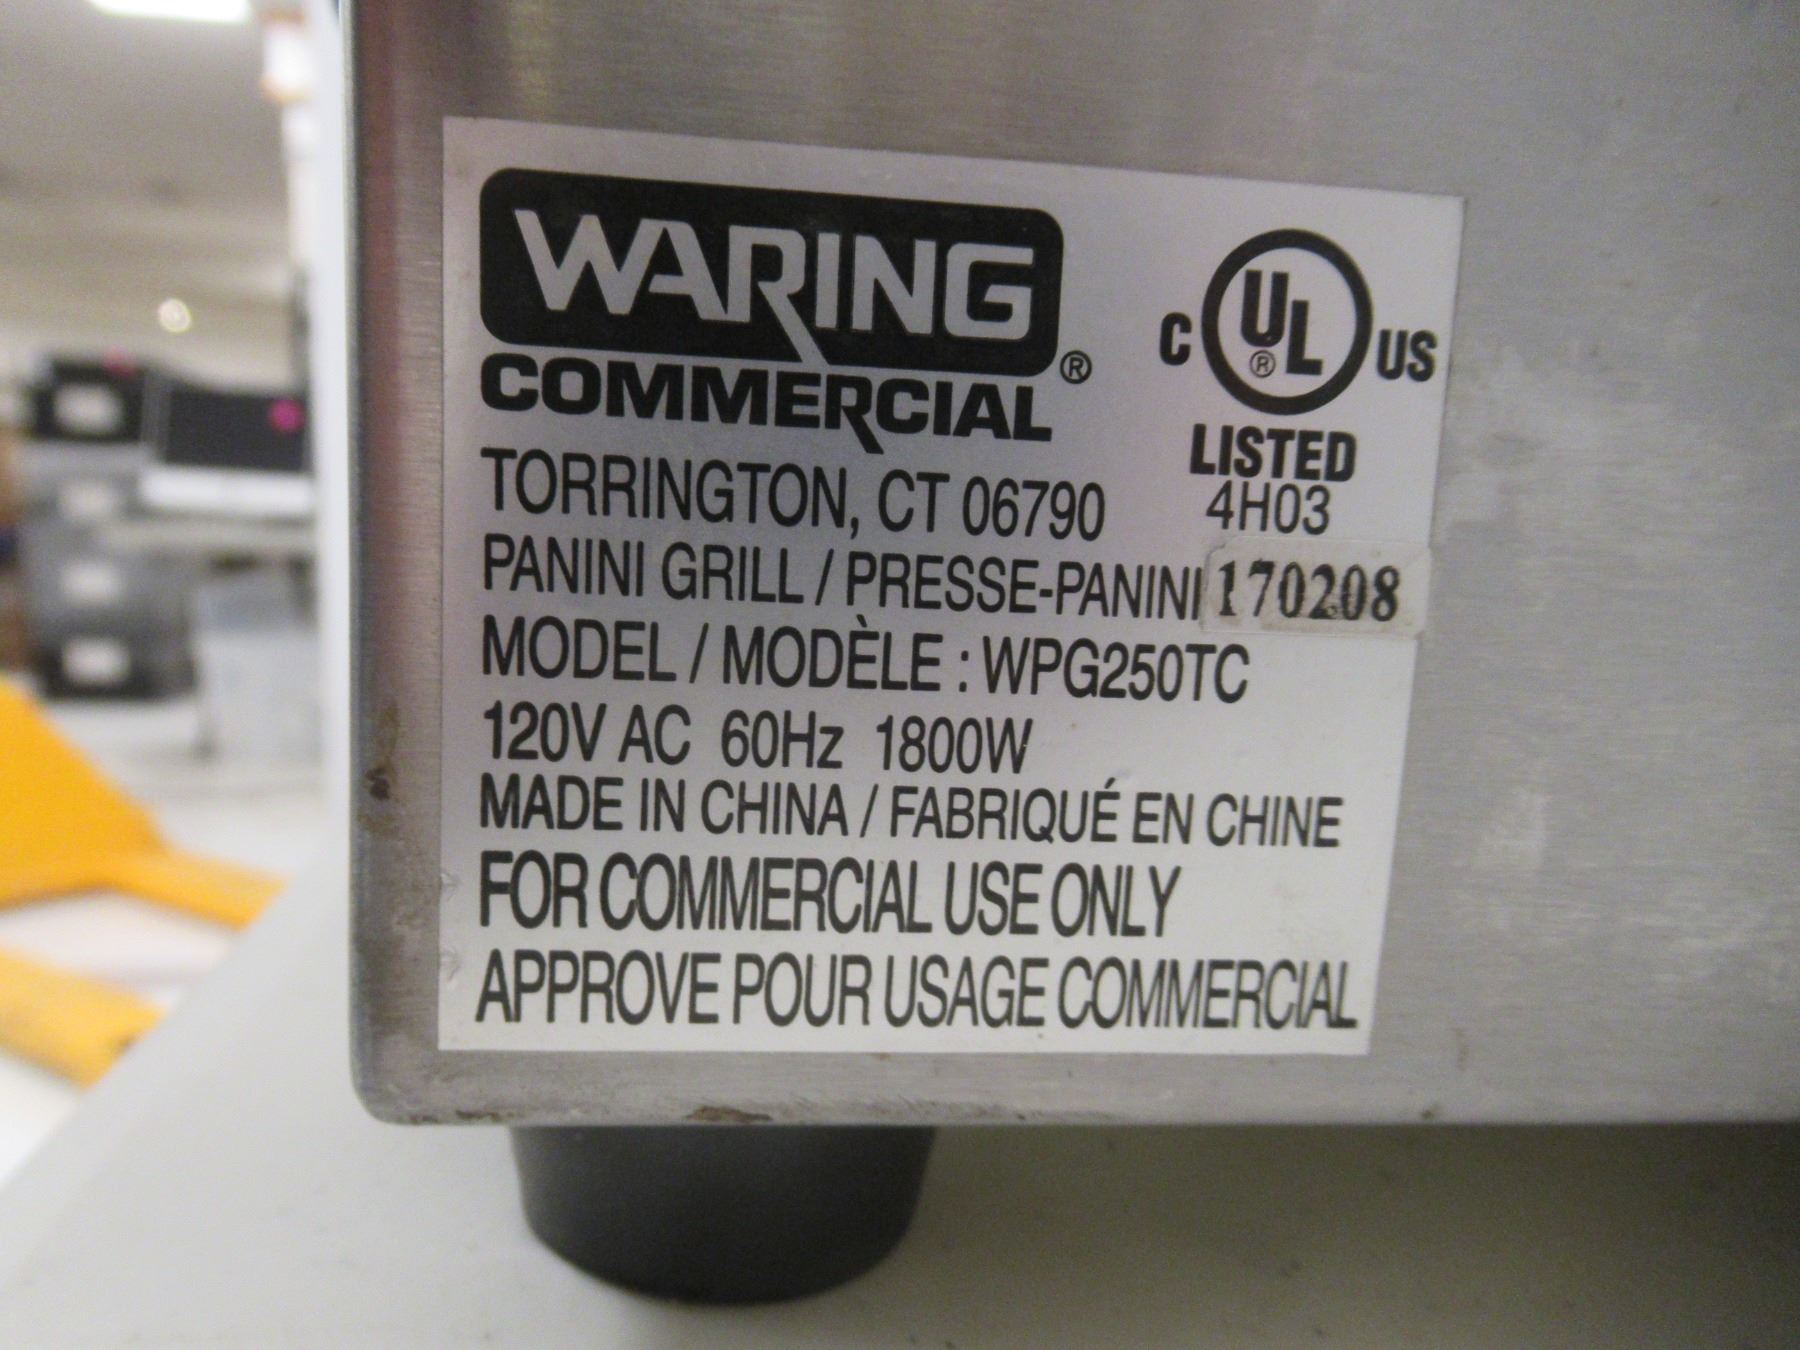 WARING
COMMERCIAL ®
C UL ® US
LISTED
4H03
TORRINGTON, CT 06790
PANINI GRILL / PRESSE-PANINI 170208
MODEL / MODÈLE : WPG250TC
120V AC 60Hz 1800W
MADE IN CHINA / FABRIQUÉ EN CHINE
FOR COMMERCIAL USE ONLY
APPROVE POUR USAGE COMMERCIAL